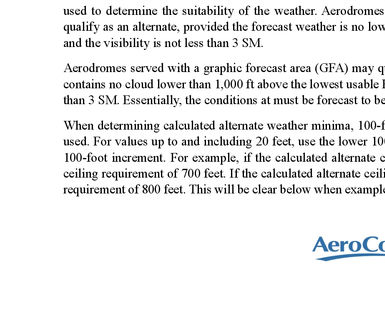 used to determine the suitability of the weather. Aerodromes
qualify as an alternate, provided the forecast weather is no low
and the visibility is not less than 3 SM.
Aerodromes served with a graphic forecast area (GFA) may qu
contains no cloud lower than 1,000 ft above the lowest usable
than 3 SM. Essentially, the conditions at must be forecast to be
When determining calculated alternate weather minima, 100-f
used. For values up to and including 20 feet, use the lower 10
100-foot increment. For example, if the calculated alternate c
ceiling requirement of 700 feet. If the calculated alternate ceili
requirement of 800 feet. This will be clear below when example
AeroCo